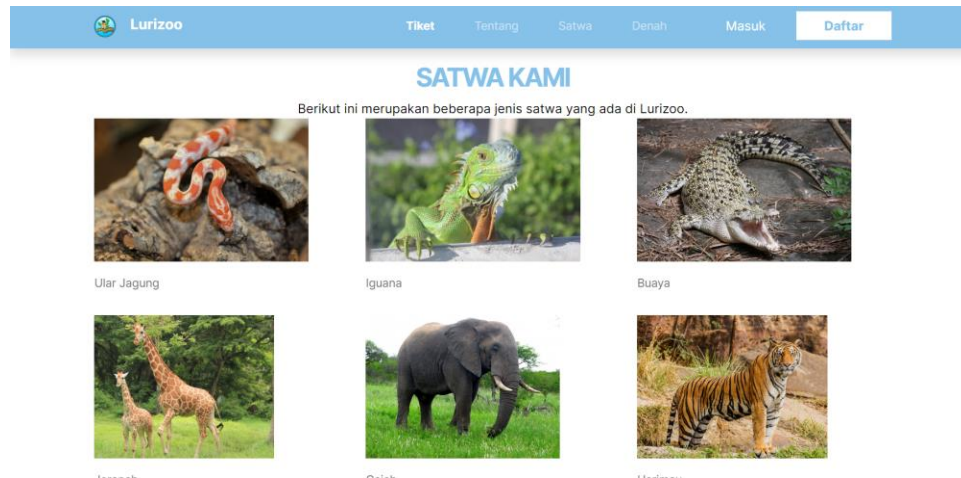 Lurizoo Tiket Tentang Satwa Denah Masuk Daftar
SATWA KAMI
Berikut ini merupakan beberapa jenis satwa yang ada di Lurizoo.
Ular Jagung Iguana Buaya